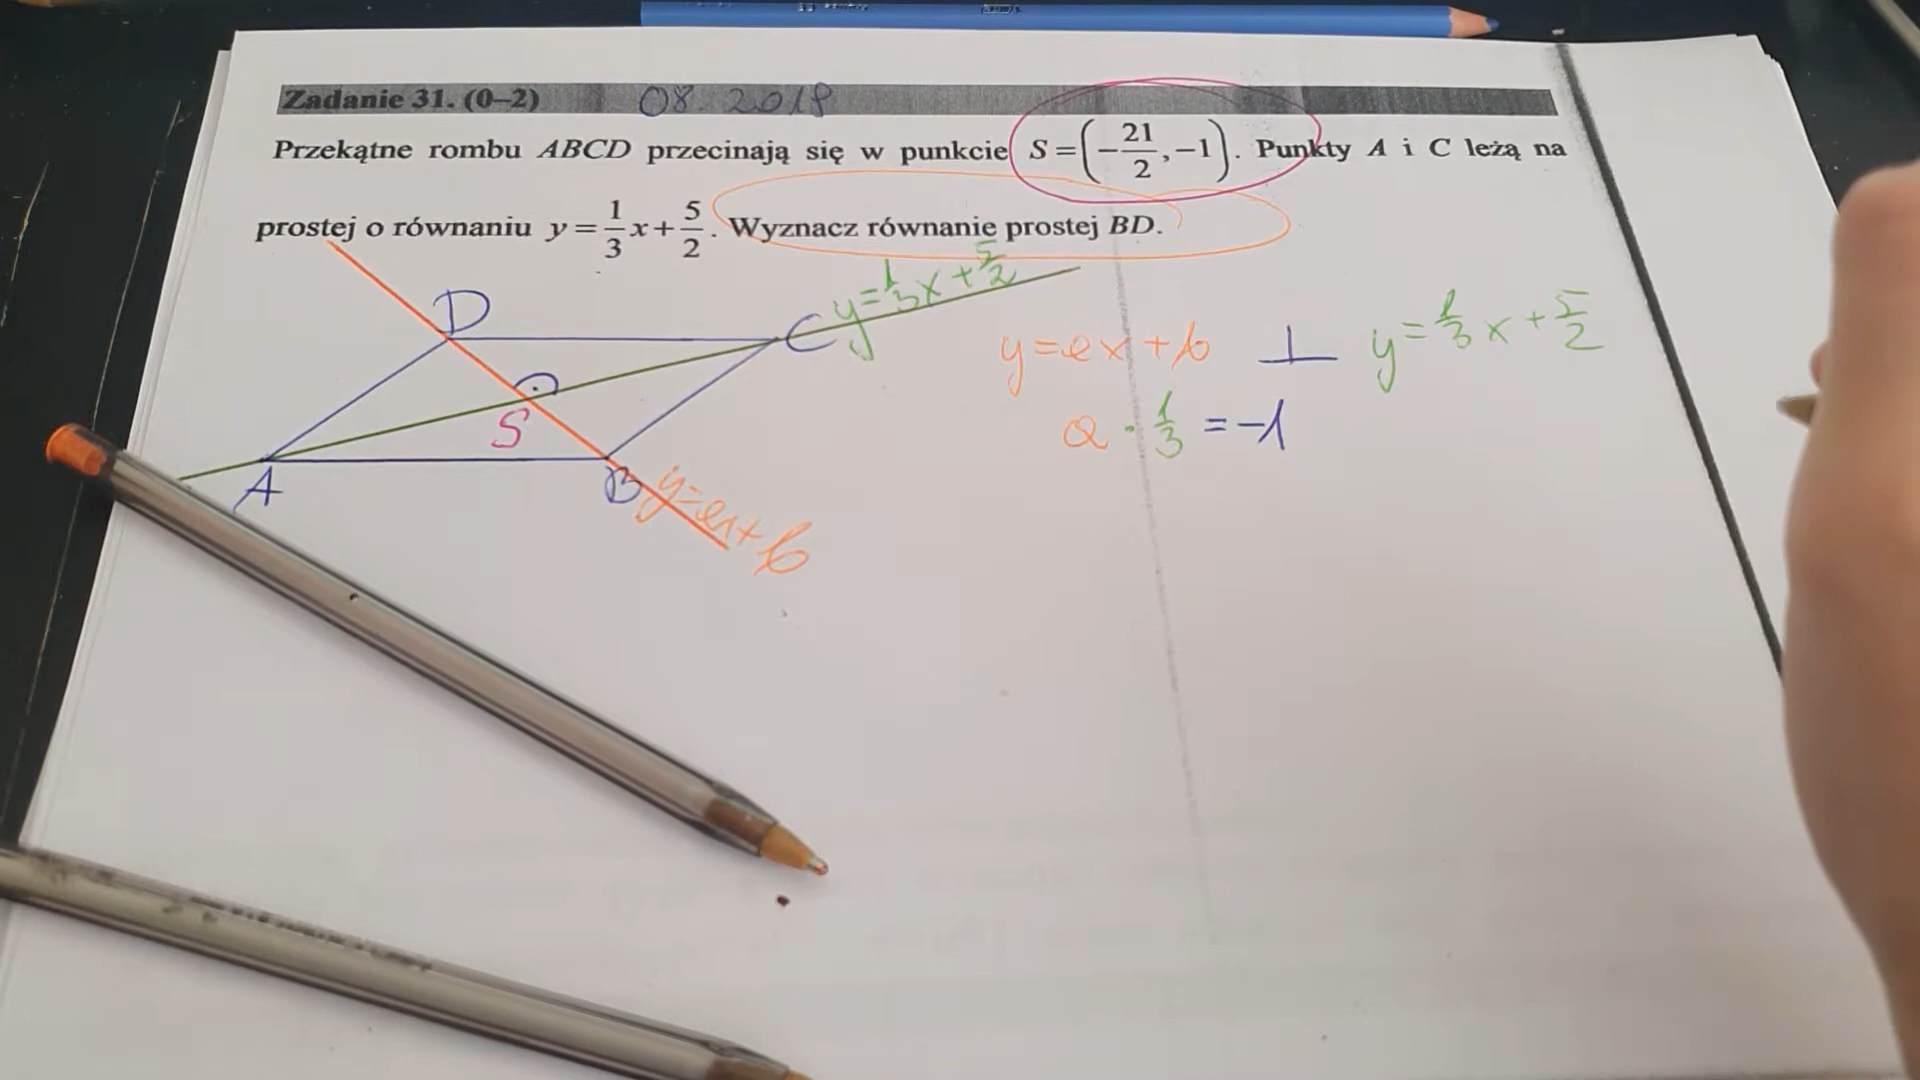 Zadanie 31. (0–2) 08.2018
Przekątne rombu ABCD przecinają się w punkcie S=(-21/2,-1). Punkty A i C leżą na
prostej o równaniu y=1/3x+5/2. Wyznacz równanie prostej BD.
y=1/3x+5/2
D
C
S
A
B
y=ax+b
y=ax+b ⊥ y=1/3x+5/2
a·1/3=-1